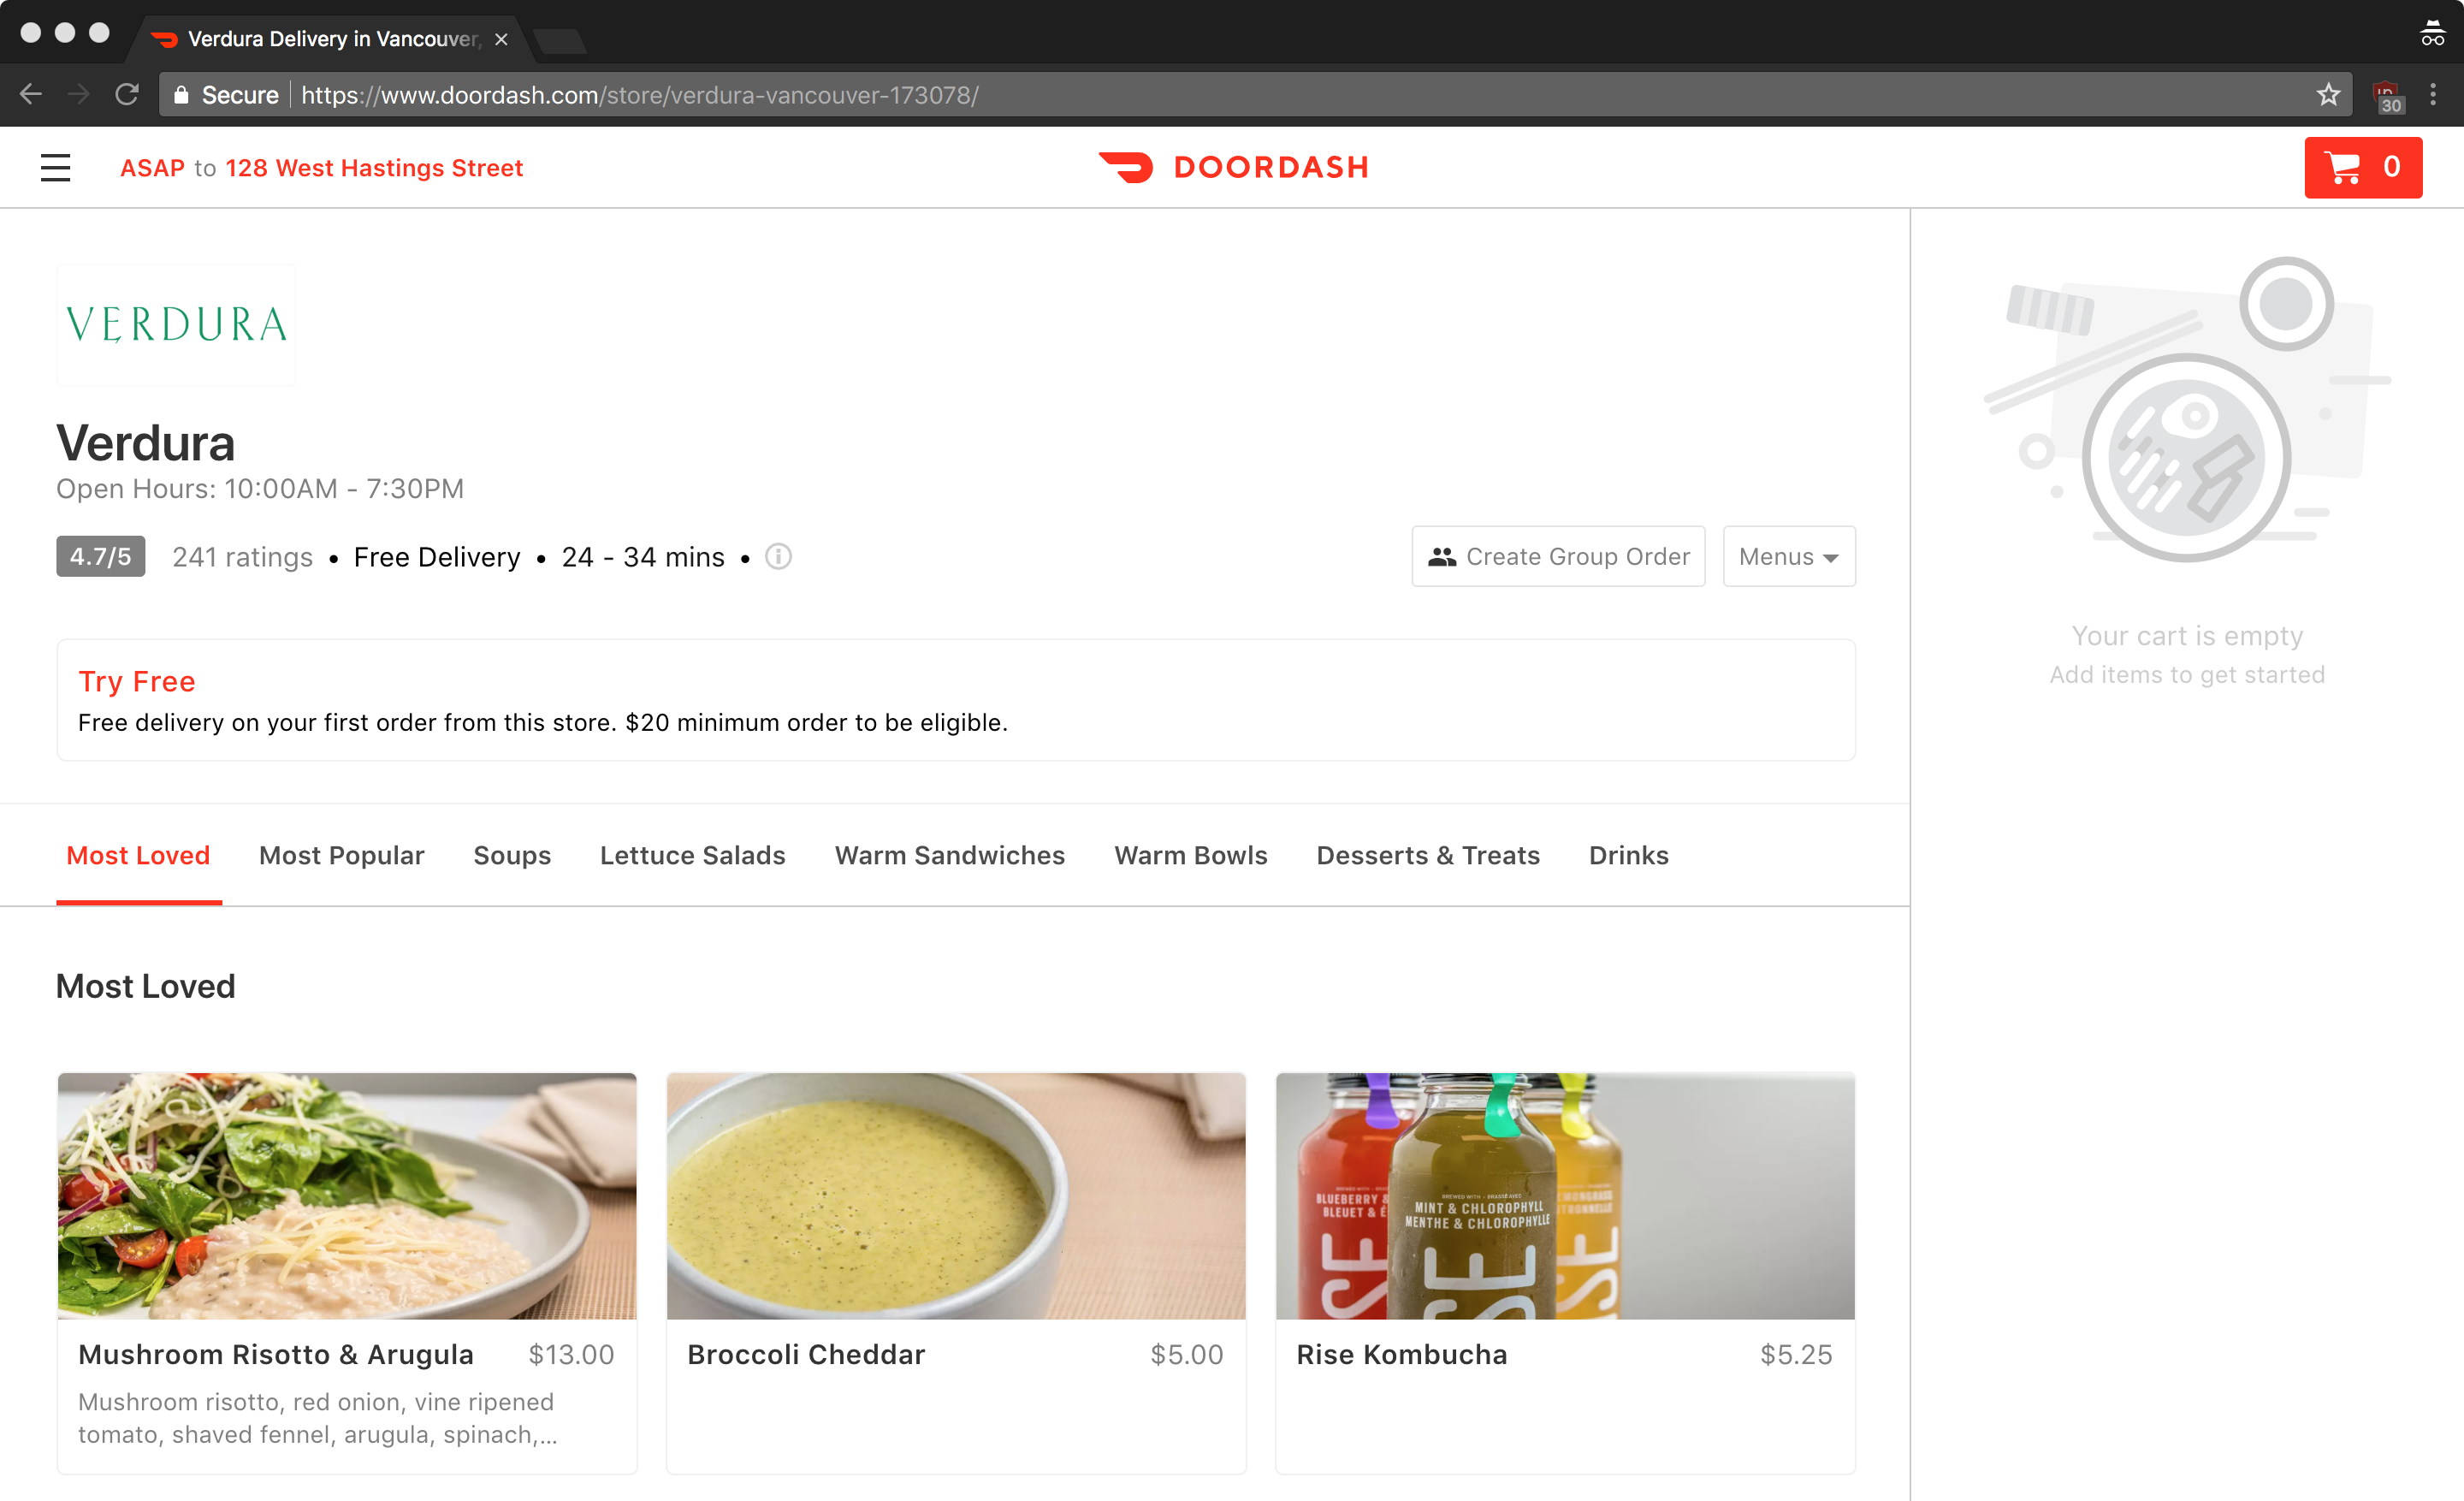 Verdura Delivery in Vancouver,
Secure https://www.doordash.com/store/verdura-vancouver-173078/
30
ASAP to 128 West Hastings Street
DOORDASH
0
VERDURA
Verdura
Open Hours: 10:00AM - 7:30PM
4.7/5 241 ratings • Free Delivery • 24 - 34 mins •
Create Group Order
Menus
Try Free
Free delivery on your first order from this store. $20 minimum order to be eligible.
Your cart is empty
Add items to get started
Most Loved Most Popular Soups Lettuce Salads Warm Sandwiches Warm Bowls Desserts & Treats Drinks
Most Loved
BLUEBERRY &
BLEUET &
BREWED WITH - BRASSÉ AVEC
MINT & CHLOROPHYLL
MENTHE & CHLOROPHYLLE
Mushroom Risotto & Arugula $13.00
Mushroom risotto, red onion, vine ripened
tomato, shaved fennel, arugula, spinach,...
Broccoli Cheddar $5.00
Rise Kombucha $5.25